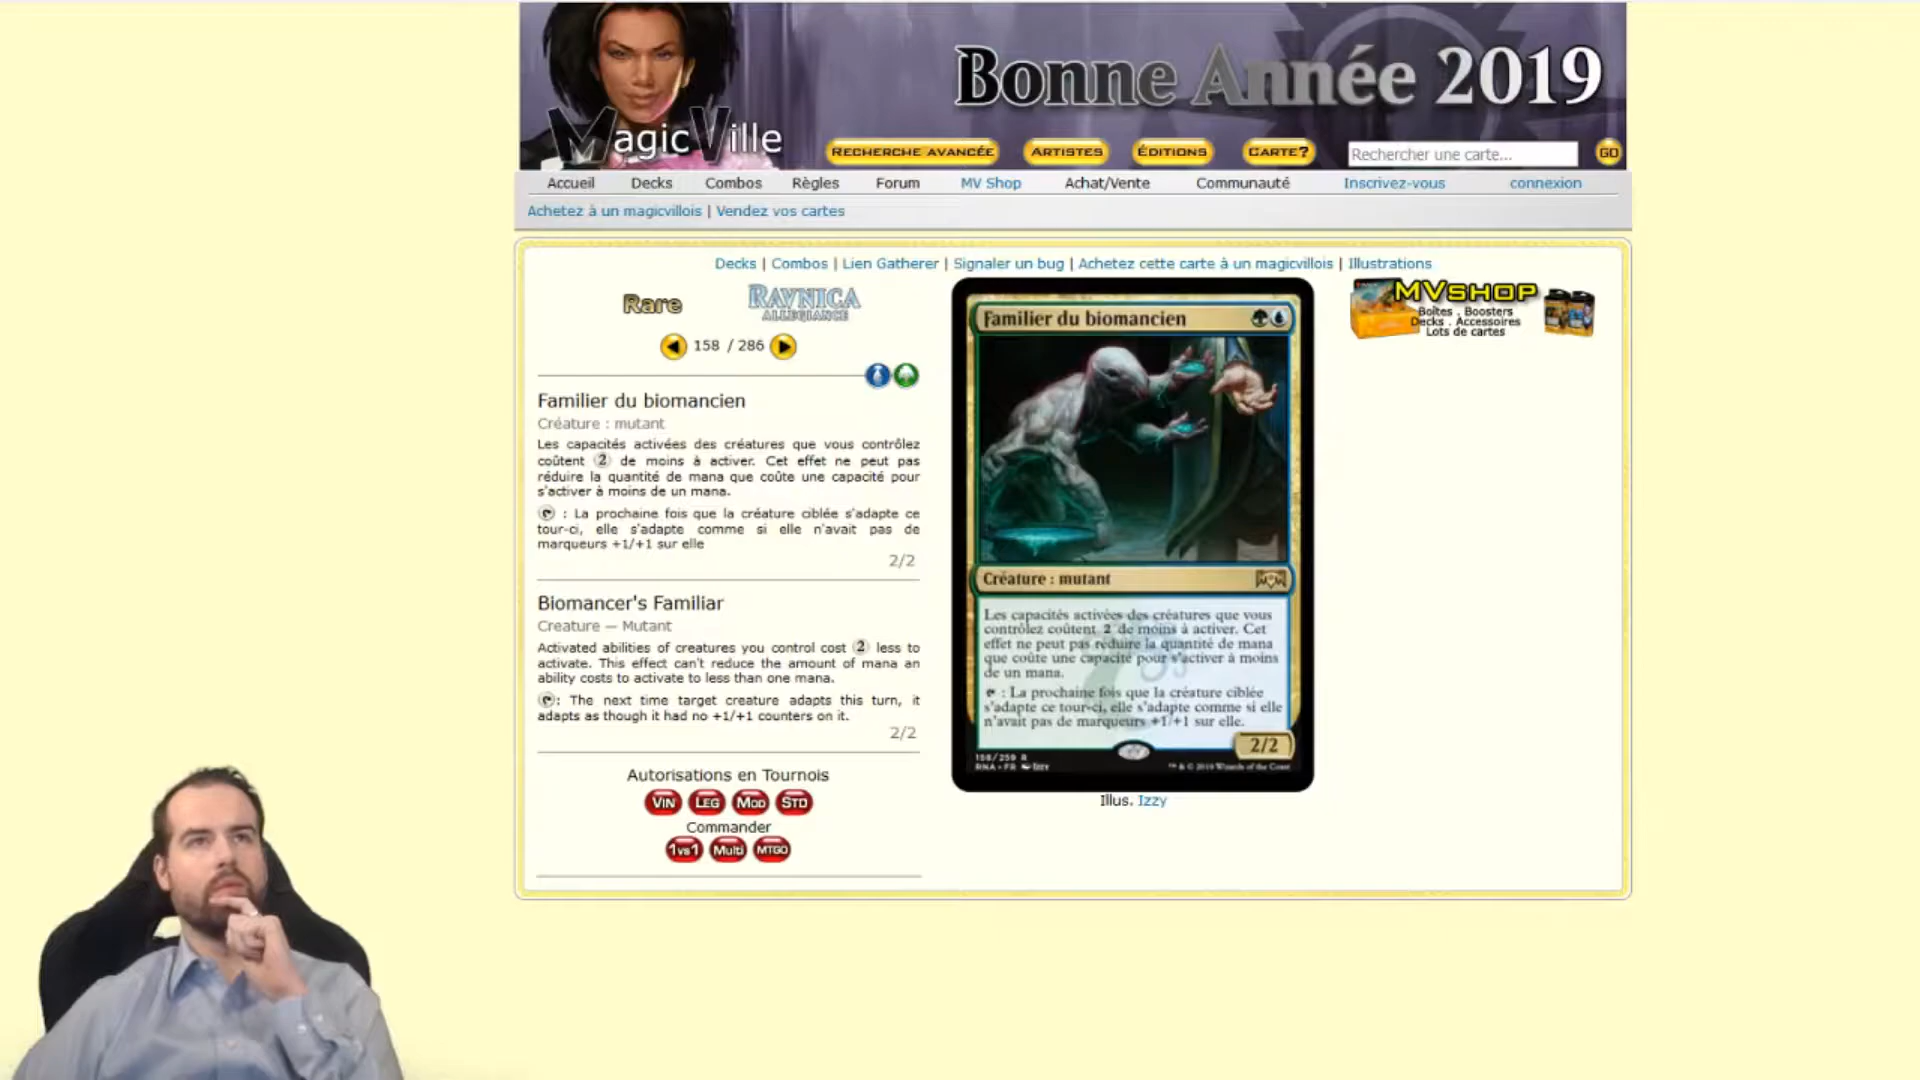 Bonne Année 2019
MagicVille
RECHERCHE AVANCÉE
ARTISTES
ÉDITIONS
CARTE?
Rechercher une carte...
GO
Accueil
Decks
Combos
Règles
Forum
MV Shop
Achat/Vente
Communauté
Inscrivez-vous
connexion
Achetez à un magicvillois | Vendez vos cartes
Decks | Combos | Lien Gatherer | Signaler un bug | Achetez cette carte à un magicvillois | Illustrations
Rare
RAVNICA
ALLEGIANCE
158 / 286
Familier du biomancien
Créature : mutant
Les capacités activées des créatures que vous contrôlez
coûtent 2 de moins à activer. Cet effet ne peut pas
réduire la quantité de mana que coûte une capacité pour
s'activer à moins de un mana.
: La prochaine fois que la créature ciblée s'adapte ce
tour-ci, elle s'adapte comme si elle n'avait pas de
marqueurs +1/+1 sur elle
2/2
Biomancer's Familiar
Creature — Mutant
Activated abilities of creatures you control cost 2 less to
activate. This effect can't reduce the amount of mana an
ability costs to activate to less than one mana.
: The next time target creature adapts this turn, it
adapts as though it had no +1/+1 counters on it.
2/2
Autorisations en Tournois
VIN LEG MOD STD
Commander
1vs1 Multi MTGO
Familier du biomancien
Créature : mutant
Les capacités activées des créatures que vous
contrôlez coûtent 2 de moins à activer. Cet
effet ne peut pas réduire la quantité de mana
que coûte une capacité pour s'activer à moins
de un mana.
: La prochaine fois que la créature ciblée
s'adapte ce tour-ci, elle s'adapte comme si elle
n'avait pas de marqueurs +1/+1 sur elle.
2/2
158/259 R
RNA • FR Izzy
™ & © 2019 Wizards of the Coast
Illus. Izzy
MVSHOP
Boîtes . Boosters
Decks . Accessoires
Lots de cartes